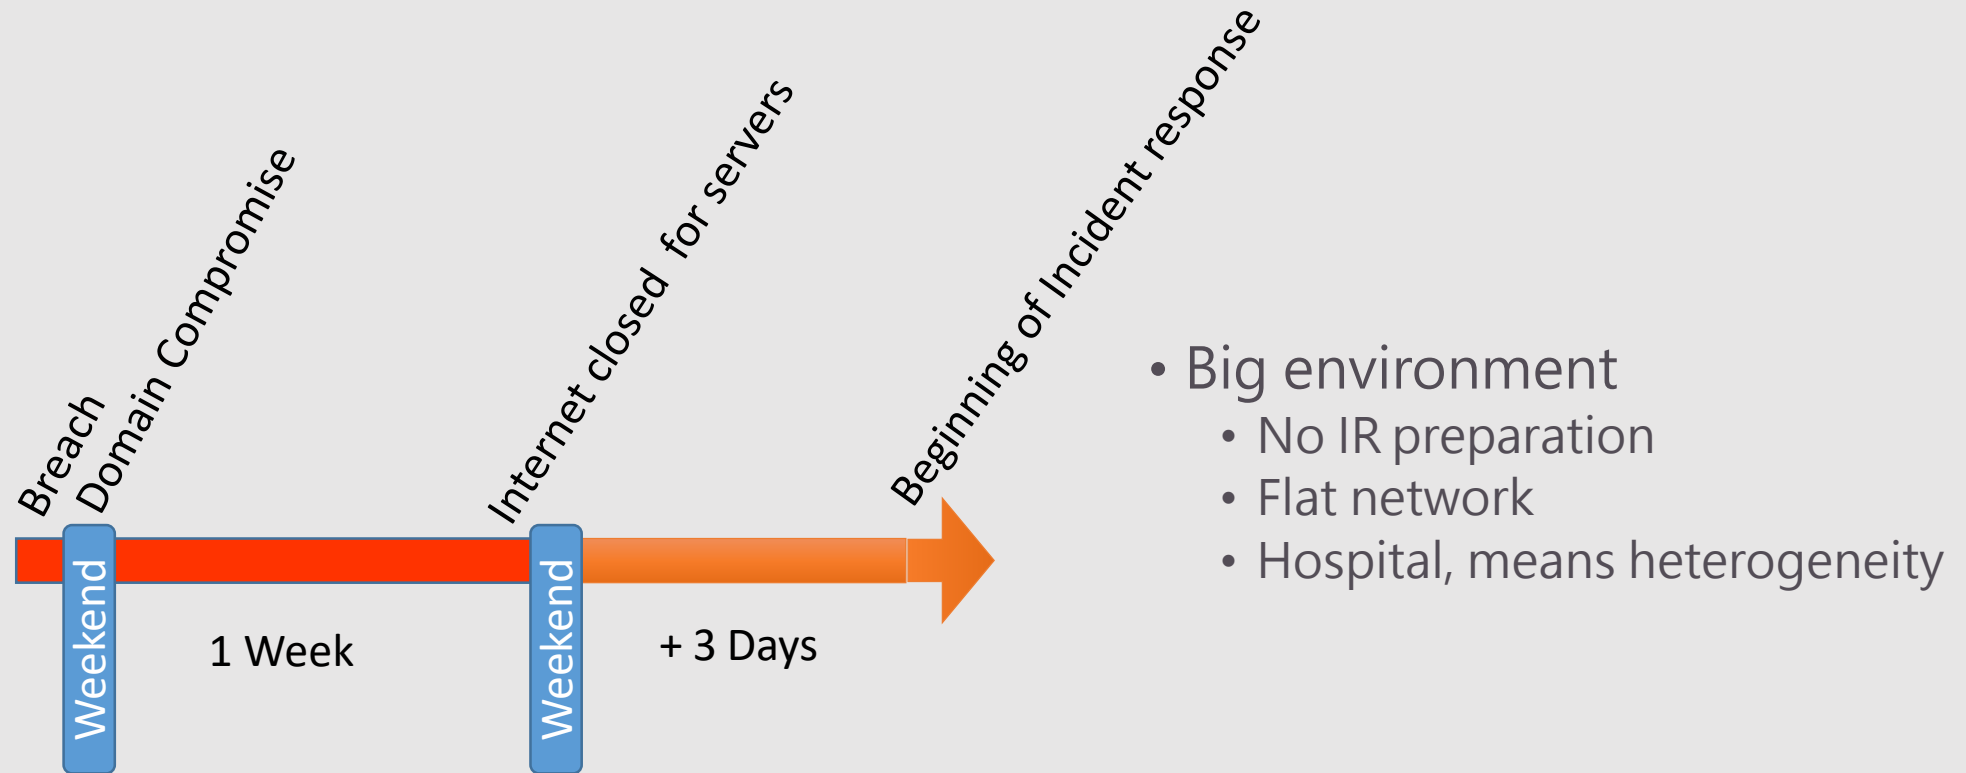 Breach
Domain Compromise
Internet closed for servers
Beginning of Incident response
Weekend
1 Week
Weekend
+ 3 Days
• Big environment
• No IR preparation
• Flat network
• Hospital, means heterogeneity